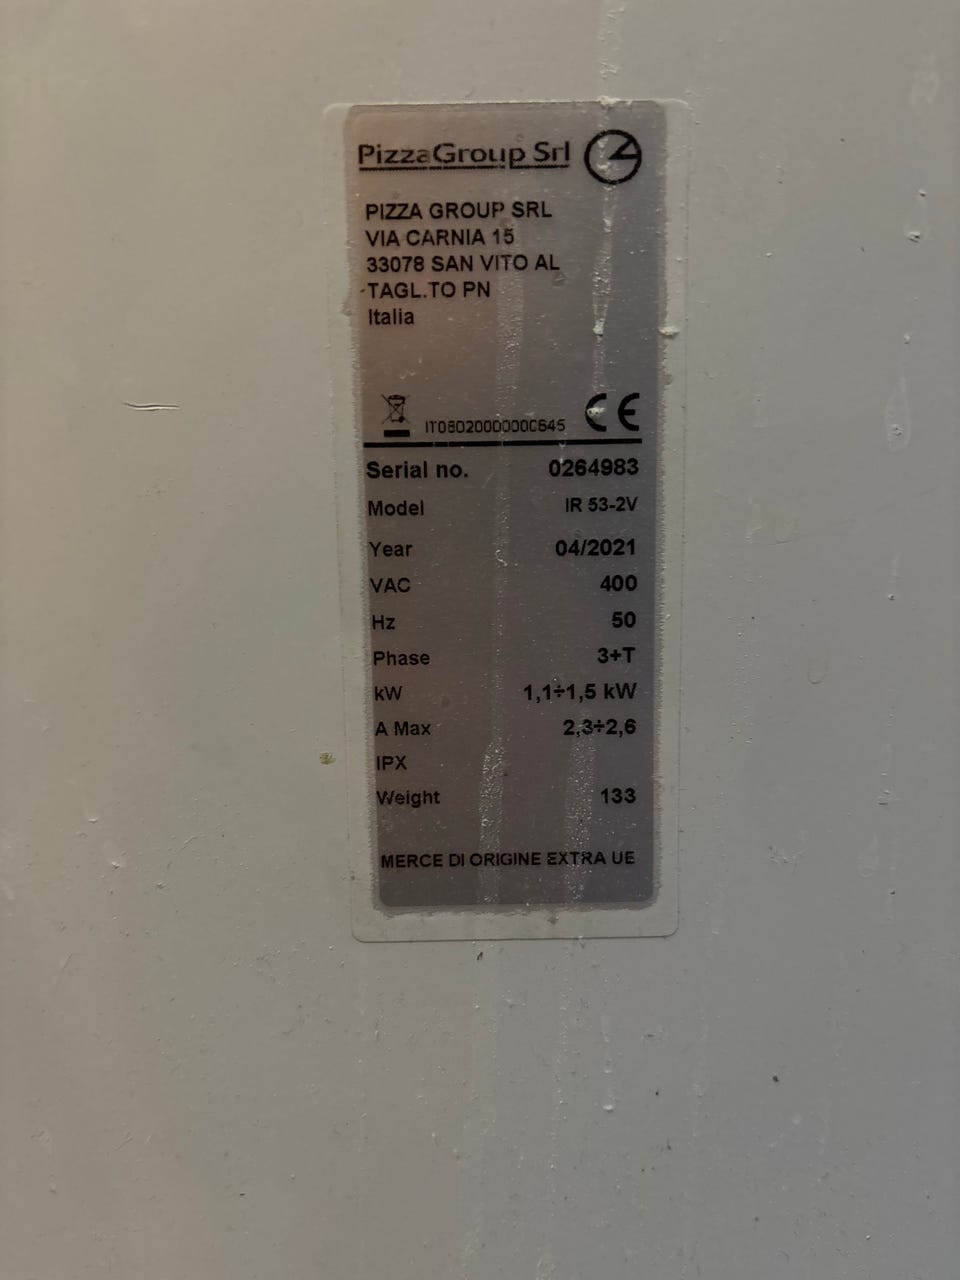 PizzaGroup Srl
PIZZA GROUP SRL
VIA CARNIA 15
33078 SAN VITO AL
TAGL.TO PN
Italia
IT08020000000645
CE
Serial no. 0264983
Model IR 53-2V
Year 04/2021
VAC 400
Hz 50
Phase 3+T
kW 1,1÷1,5 kW
A Max 2,3÷2,6
IPX
Weight 133
MERCE DI ORIGINE EXTRA UE